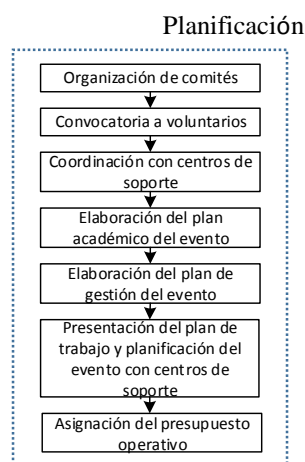 Planificación
Organización de comités
Convocatoria a voluntarios
Coordinación con centros de
soporte
Elaboración del plan
académico del evento
Elaboración del plan de
gestión del evento
Presentación del plan de
trabajo y planificación del
evento con centros de
soporte
Asignación del presupuesto
operativo